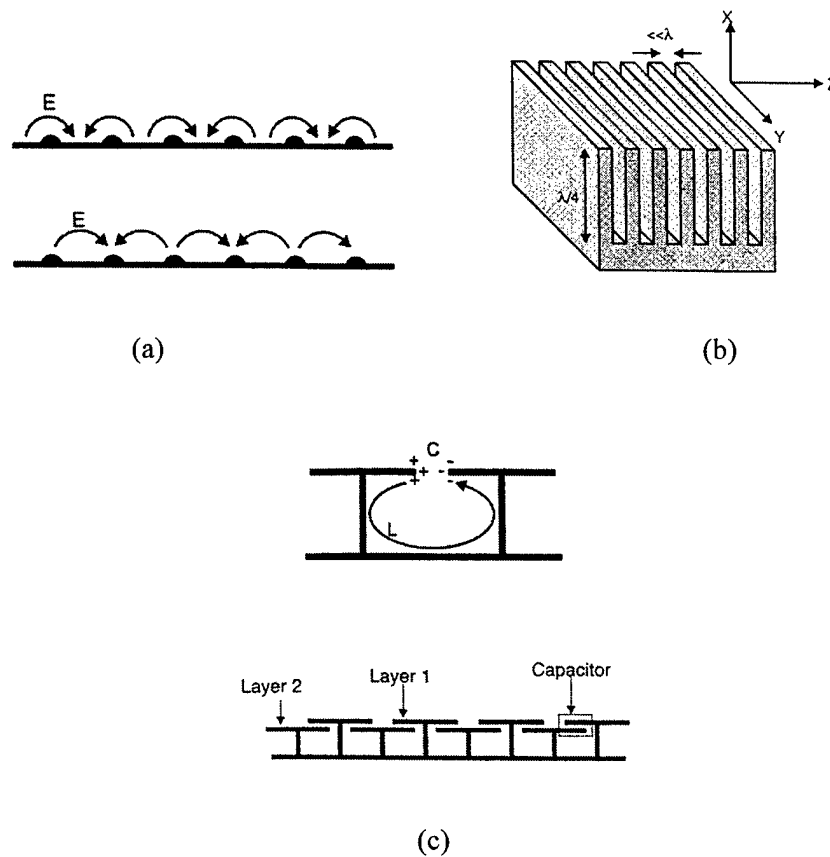 E
E
(a)
<<λ
X
Z
Y
λ/4
(b)
C
+ -
+ -
+ -
L
Layer 2
Layer 1
Capacitor
(c)